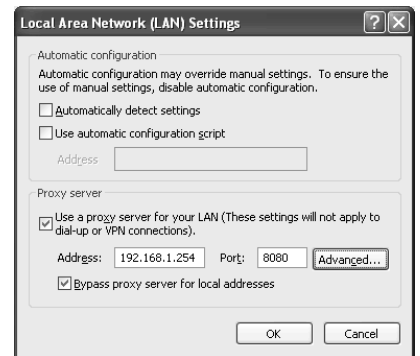 Local Area Network (LAN) Settings
Automatic configuration
Automatic configuration may override manual settings. To ensure the
use of manual settings, disable automatic configuration.
Automatically detect settings
Use automatic configuration script
Address
Proxy server
Use a proxy server for your LAN (These settings will not apply to
dial-up or VPN connections).
Address: 192.168.1.254 Port: 8080 Advanced...
Bypass proxy server for local addresses
OK Cancel